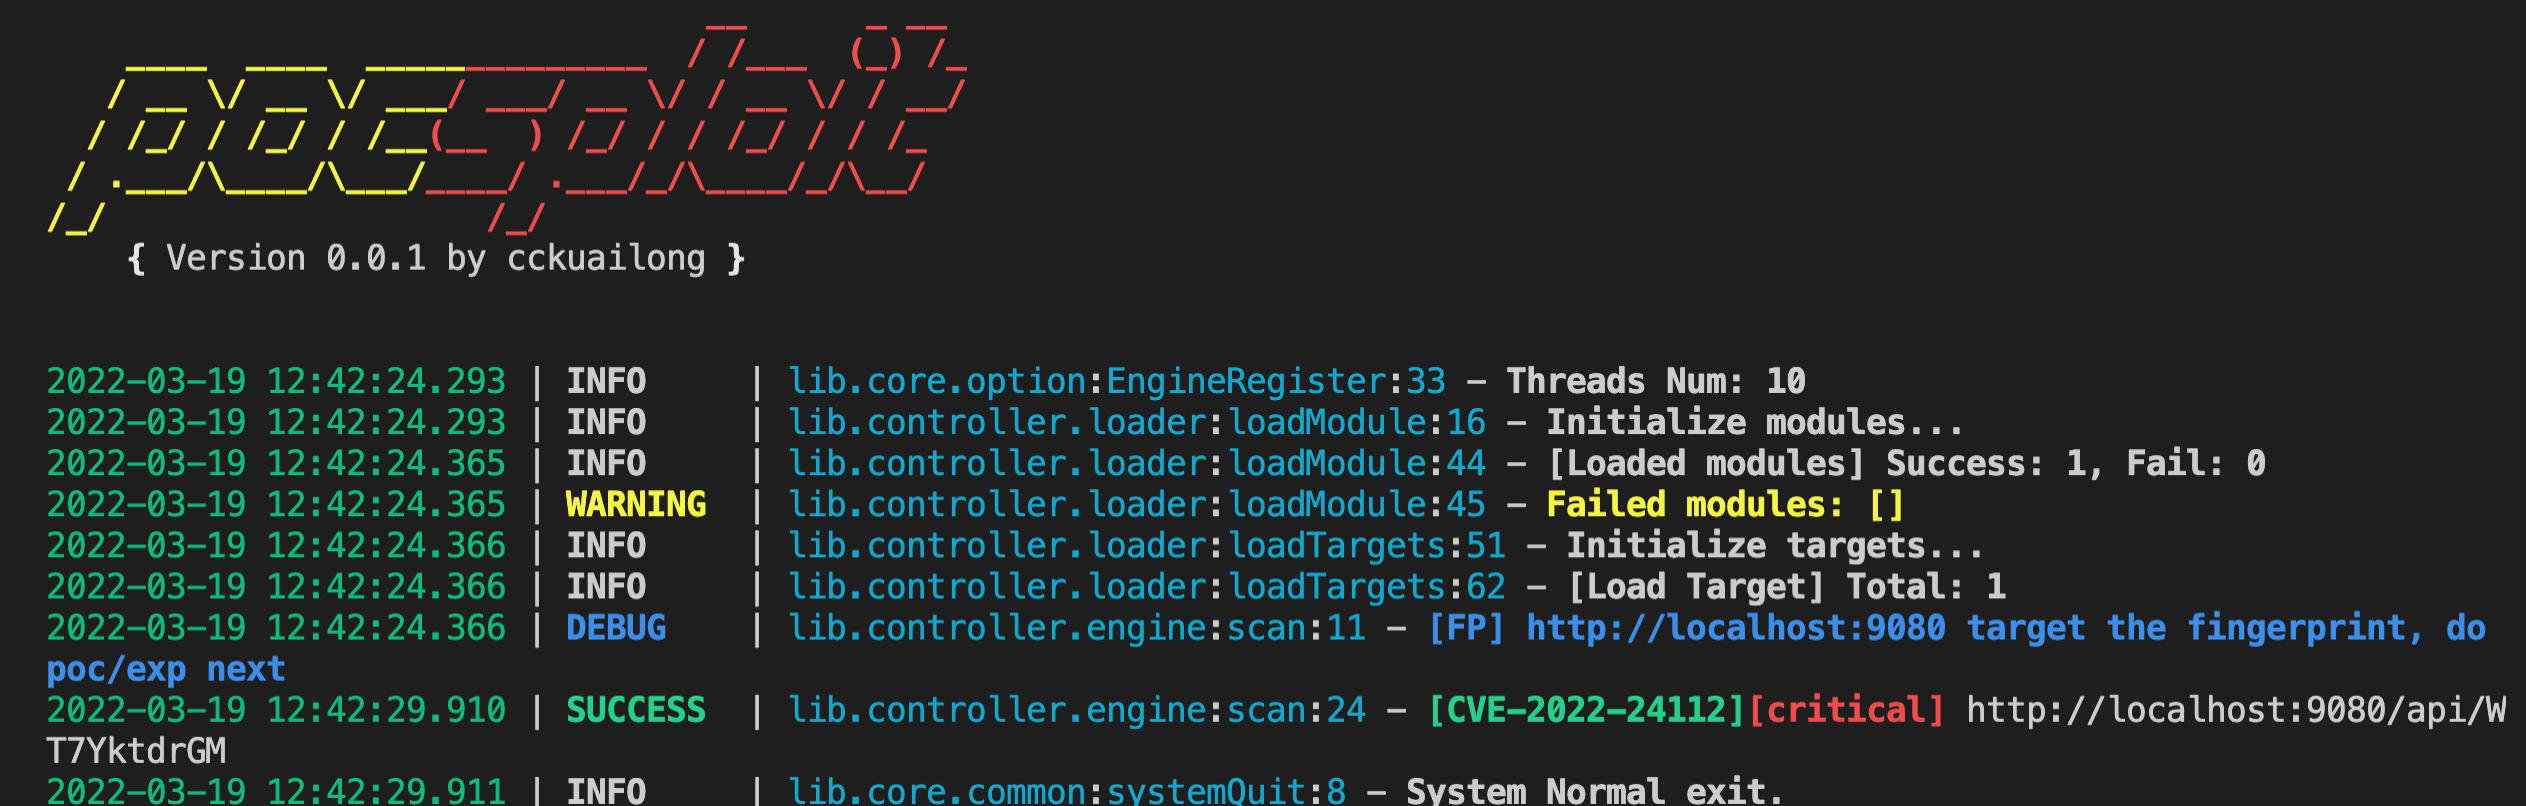 pocsploit
{ Version 0.0.1 by cckuailong }
2022-03-19 12:42:24.293 | INFO     | lib.core.option:EngineRegister:33 - Threads Num: 10
2022-03-19 12:42:24.293 | INFO     | lib.controller.loader:loadModule:16 - Initialize modules...
2022-03-19 12:42:24.365 | INFO     | lib.controller.loader:loadModule:44 - [Loaded modules] Success: 1, Fail: 0
2022-03-19 12:42:24.365 | WARNING  | lib.controller.loader:loadModule:45 - Failed modules: []
2022-03-19 12:42:24.366 | INFO     | lib.controller.loader:loadTargets:51 - Initialize targets...
2022-03-19 12:42:24.366 | INFO     | lib.controller.loader:loadTargets:62 - [Load Target] Total: 1
2022-03-19 12:42:24.366 | DEBUG    | lib.controller.engine:scan:11 - [FP] http://localhost:9080 target the fingerprint, do
poc/exp next
2022-03-19 12:42:29.910 | SUCCESS  | lib.controller.engine:scan:24 - [CVE-2022-24112][critical] http://localhost:9080/api/W
T7YktdrGM
2022-03-19 12:42:29.911 | INFO     | lib.core.common:systemQuit:8 - System Normal exit.